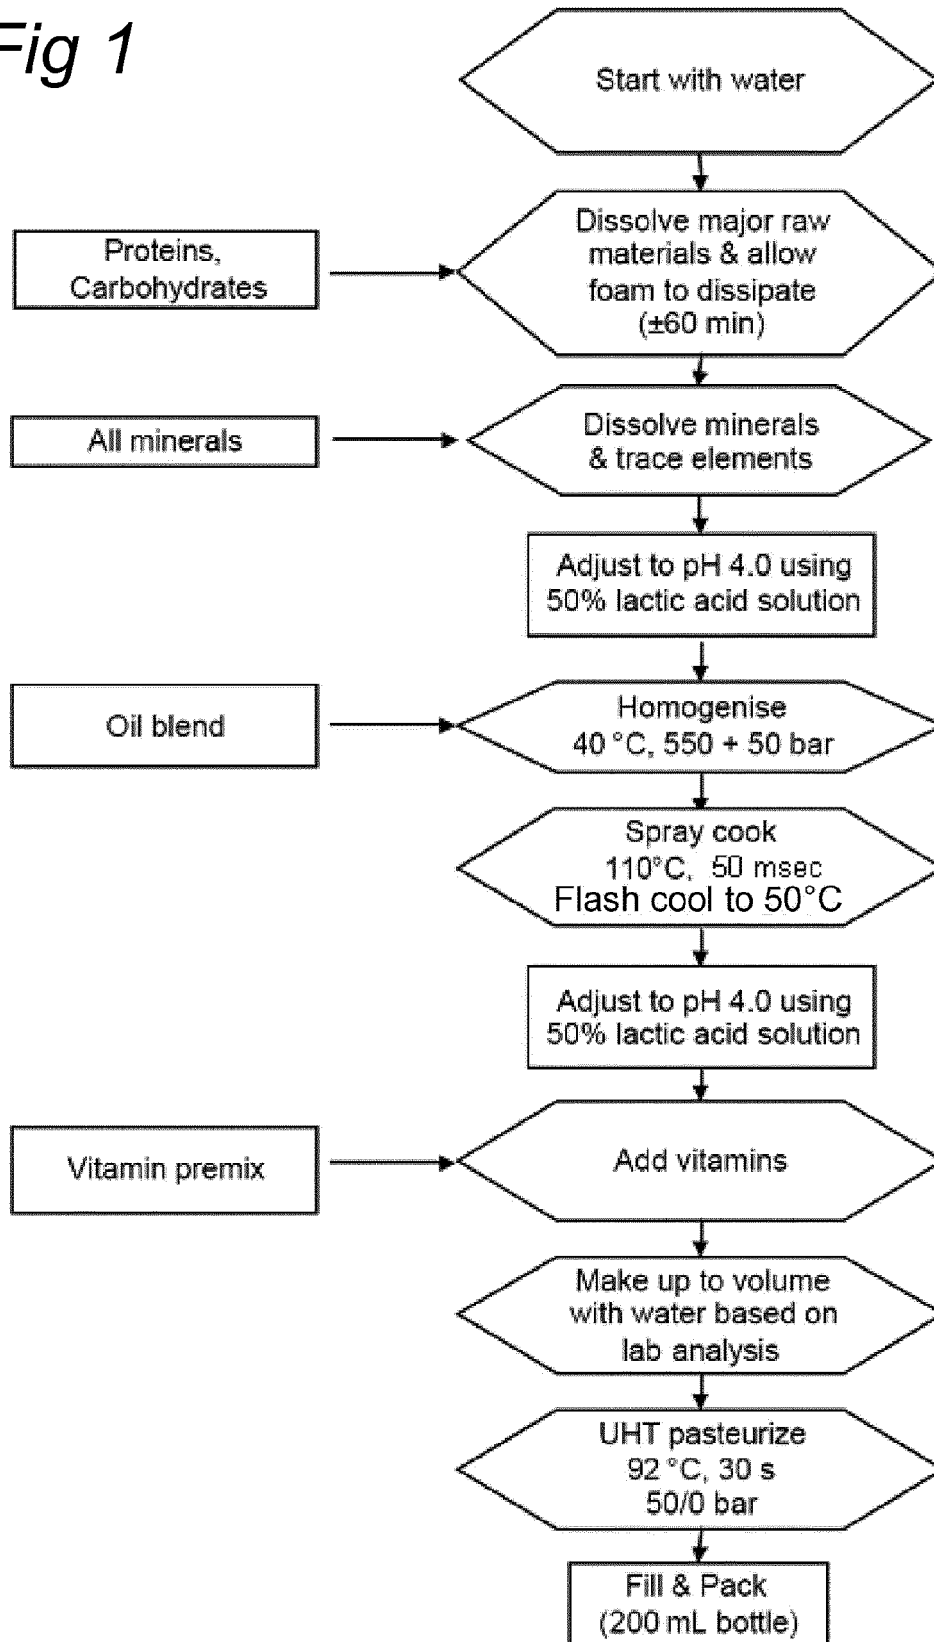 Fig 1
Start with water
Proteins,
Carbohydrates
Dissolve major raw
materials & allow
foam to dissipate
(±60 min)
All minerals
Dissolve minerals
& trace elements
Adjust to pH 4.0 using
50% lactic acid solution
Oil blend
Homogenise
40 °C, 550 + 50 bar
Spray cook
110°C, 50 msec
Flash cool to 50°C
Adjust to pH 4.0 using
50% lactic acid solution
Vitamin premix
Add vitamins
Make up to volume
with water based on
lab analysis
UHT pasteurize
92 °C, 30 s
50/0 bar
Fill & Pack
(200 mL bottle)